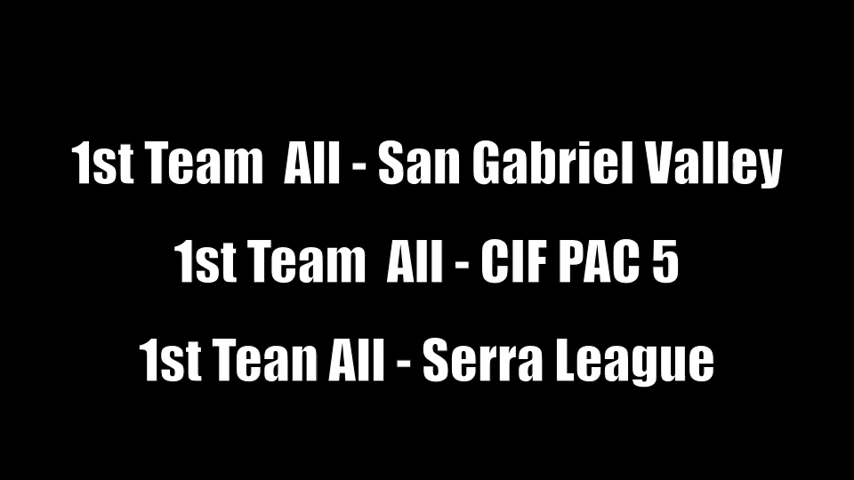 1st Team All - San Gabriel Valley
1st Team All - CIF PAC 5
1st Tean All - Serra League